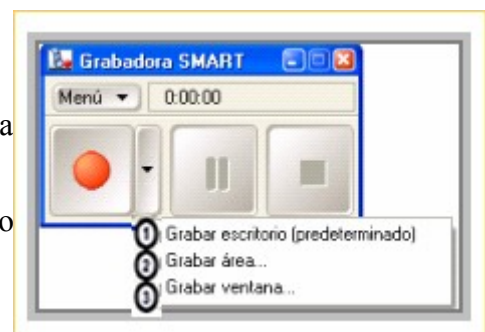 Grabadora SMART
Menú 0:00:00
a
o
1 Grabar escritorio (predeterminado)
2 Grabar área...
3 Grabar ventana...